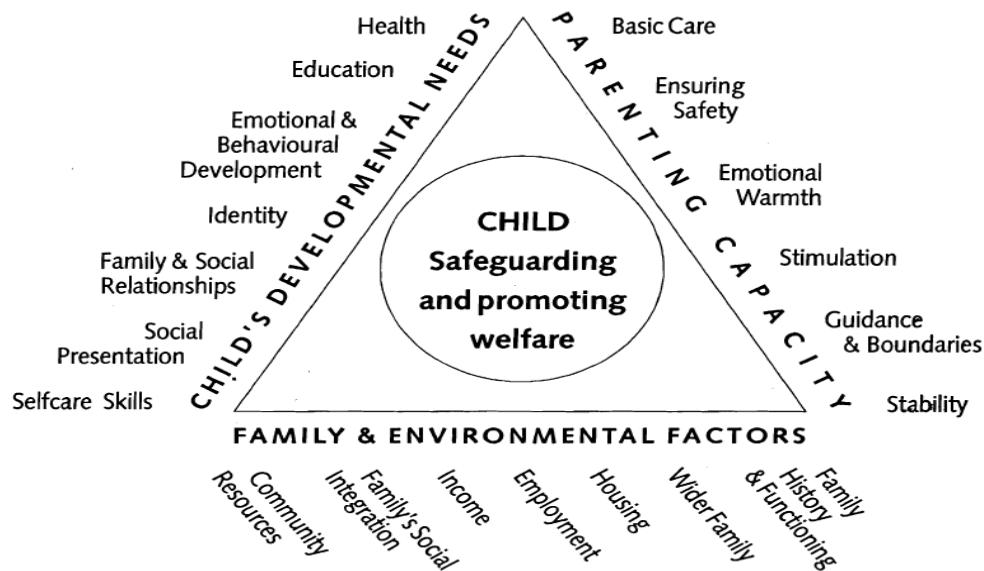 Health
Education
Emotional &
Behavioural
Development
Identity
Family & Social
Relationships
Social
Presentation
Selfcare Skills
CHILD'S DEVELOPMENTAL NEEDS
CHILD
Safeguarding
and promoting
welfare
PARENTING CAPACITY
Basic Care
Ensuring
Safety
Emotional
Warmth
Stimulation
Guidance
& Boundaries
Stability
FAMILY & ENVIRONMENTAL FACTORS
Community
Resources
Family's Social
Integration
Income
Employment
Housing
Wider Family
Family
History
& Functioning